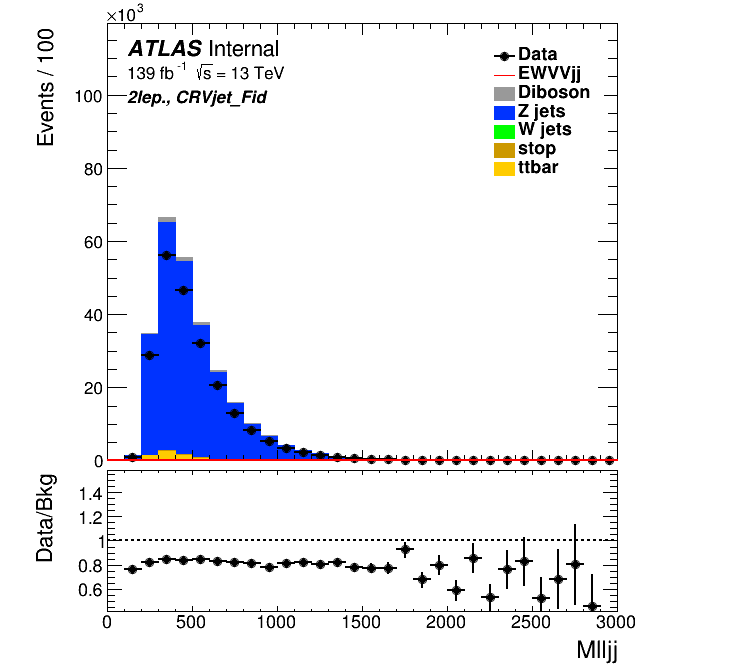 ×10³
ATLAS Internal
139 fb⁻¹ √s = 13 TeV
2lep., CRVjet_Fid
Data
EWVVjj
Diboson
Z jets
W jets
stop
ttbar
Events / 100
100
80
60
40
20
0
Data/Bkg
1.4
1.2
1
0.8
0.6
0 500 1000 1500 2000 2500 3000
Mlljj